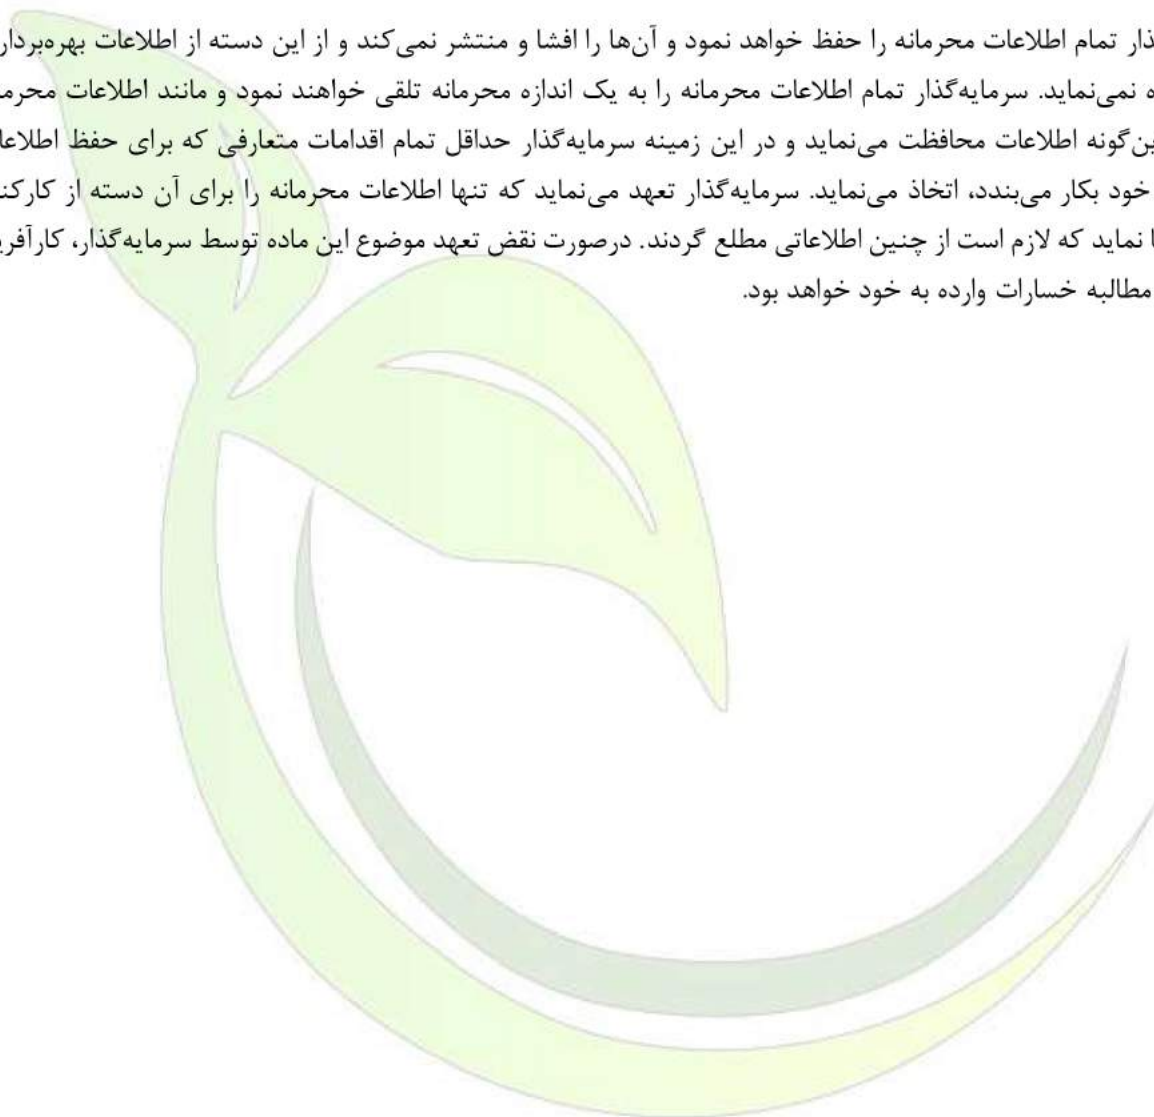 ذار تمام اطلاعات محرمانه را حفظ خواهد نمود و آن‌ها را افشا و منتشر نمی‌کند و از این دسته از اطلاعات بهره‌بردار
ه نمی‌نماید. سرمایه‌گذار تمام اطلاعات محرمانه را به یک اندازه محرمانه تلقی خواهند نمود و مانند اطلاعات محرم
ین‌گونه اطلاعات محافظت می‌نماید و در این زمینه سرمایه‌گذار حداقل تمام اقدامات متعارفی که برای حفظ اطلاعا
خود بکار می‌بندد، اتخاذ می‌نماید. سرمایه‌گذار تعهد می‌نماید که تنها اطلاعات محرمانه را برای آن دسته از کارکن
ا نماید که لازم است از چنین اطلاعاتی مطلع گردند. درصورت نقض تعهد موضوع این ماده توسط سرمایه‌گذار، کارآفری
مطالبه خسارات وارده به خود خواهد بود.